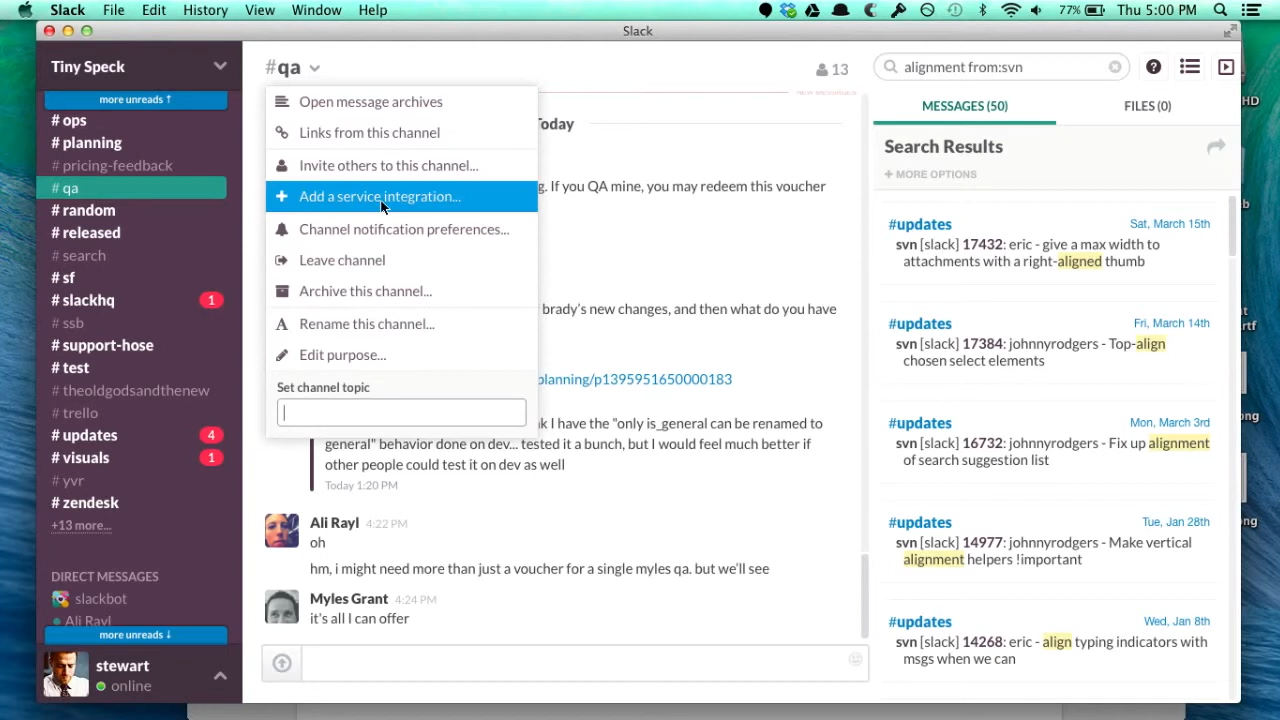 Slack File Edit History View Window Help 77% Thu 5:00 PM
Slack
Tiny Speck
more unreads ↑
# ops
# planning
# pricing-feedback
# qa
# random
# released
# search
# sf
# slackhq 1
# ssb
# support-hose
# test
# theoldgodsandthenew
# trello
# updates 4
# visuals 1
# yvr
# zendesk
+13 more...
DIRECT MESSAGES
slackbot
Ali Rayl
more unreads ↓
stewart
online
#qa
13
Open message archives
Links from this channel
Invite others to this channel...
Add a service integration...
Channel notification preferences...
Leave channel
Archive this channel...
Rename this channel...
Edit purpose...
Set channel topic
NEW MESSAGES
Today
g. If you QA mine, you may redeem this voucher
brady's new changes, and then what do you have
planning/p1395951650000183
k I have the "only is_general can be renamed to
general" behavior done on dev... tested it a bunch, but I would feel much better if
other people could test it on dev as well
Today 1:20 PM
Ali Rayl 4:22 PM
oh
hm, i might need more than just a voucher for a single myles qa. but we'll see
Myles Grant 4:24 PM
it's all I can offer
alignment from:svn
MESSAGES (50) FILES (0)
Search Results
+ MORE OPTIONS
#updates Sat, March 15th
svn [slack] 17432: eric - give a max width to
attachments with a right-aligned thumb
#updates Fri, March 14th
svn [slack] 17384: johnnyrodgers - Top-align
chosen select elements
#updates Mon, March 3rd
svn [slack] 16732: johnnyrodgers - Fix up alignment
of search suggestion list
#updates Tue, Jan 28th
svn [slack] 14977: johnnyrodgers - Make vertical
alignment helpers !important
#updates Wed, Jan 8th
svn [slack] 14268: eric - align typing indicators with
msgs when we can
HD
b
rtf
ong
ong